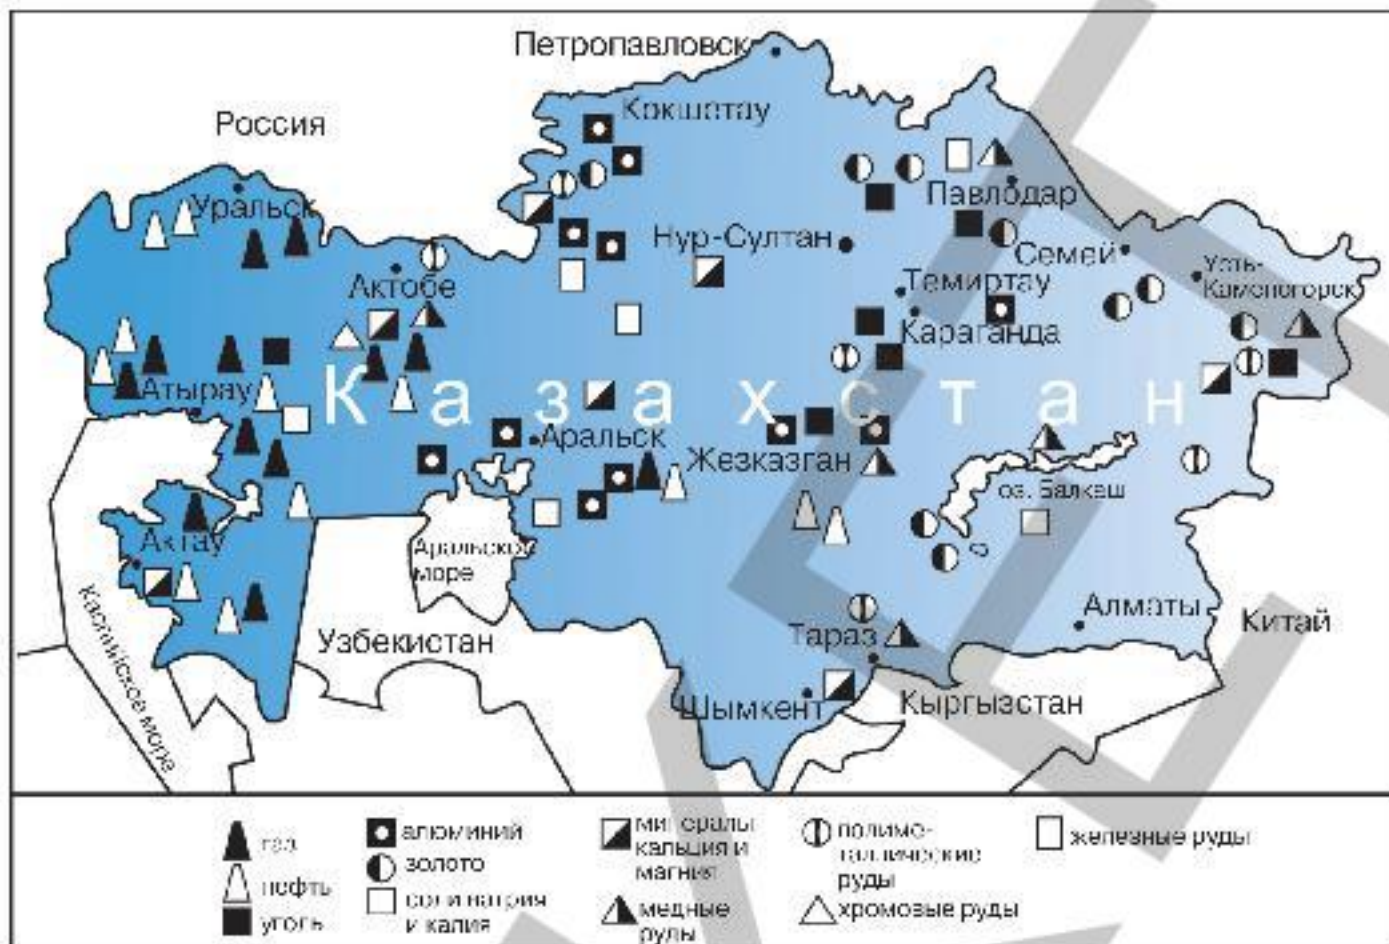 Петропавловск
Россия
Кокшетау
Уральск
Павлодар
Нур-Султан
Семей
Усть-
Каменогорск
Актобе
Темиртау
Караганда
Атырау
Казахстан
Аральск
Жезказган
оз. Балкаш
Актау
Аральское
море
Каспийское море
Узбекистан
Тараз
Алматы
Китай
Шымкент
Кыргызстан
газ
нефть
уголь
алюминий
золото
соли натрия
и калия
минералы
кальция и
магния
медные
руды
полиме-
таллические
руды
хромовые руды
железные руды